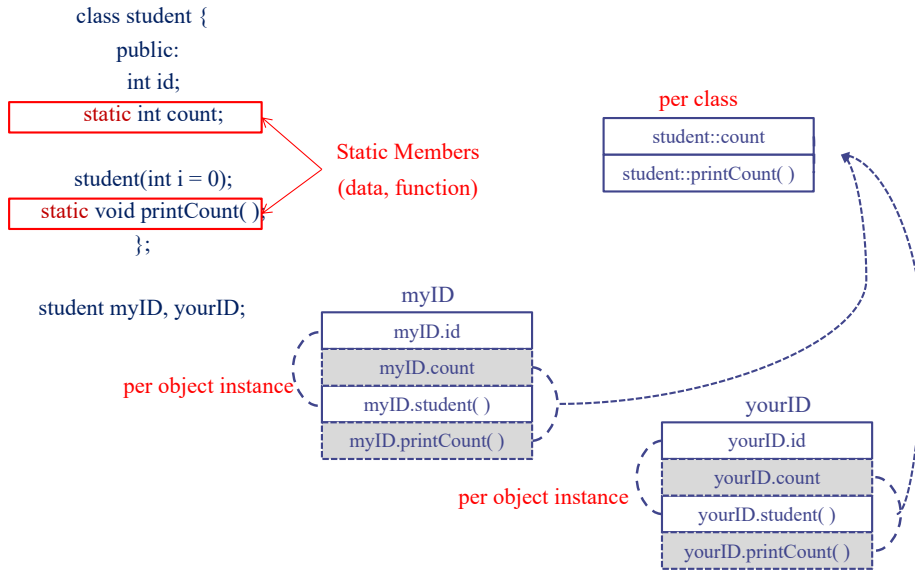 class student {
public:
int id;
static int count;
student(int i = 0);
static void printCount( );
};
student myID, yourID;
Static Members
(data, function)
per class
student::count
student::printCount( )
myID
myID.id
myID.count
myID.student( )
myID.printCount( )
per object instance
yourID
yourID.id
yourID.count
yourID.student( )
yourID.printCount( )
per object instance